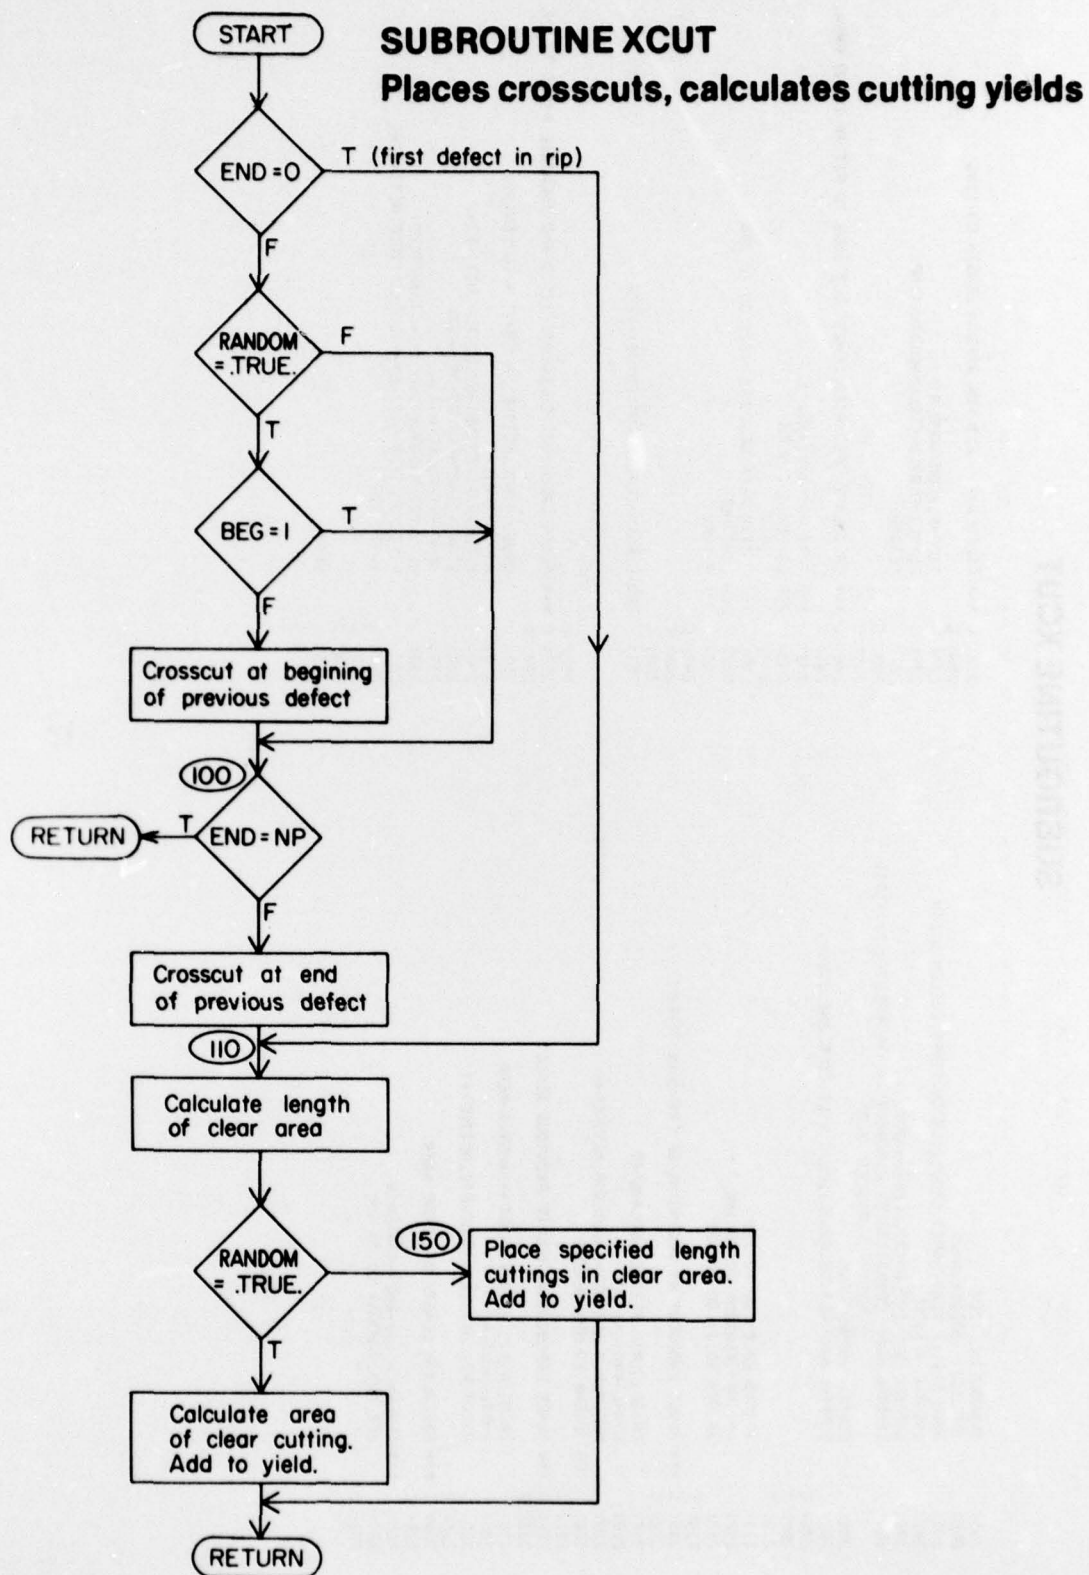 START
SUBROUTINE XCUT
Places crosscuts, calculates cutting yields
END = 0
T (first defect in rip)
F
RANDOM
= .TRUE.
F
T
BEG = 1
T
F
Crosscut at begining
of previous defect
100
RETURN
T
END = NP
F
Crosscut at end
of previous defect
110
Calculate length
of clear area
RANDOM
= .TRUE.
150
Place specified length
cuttings in clear area.
Add to yield.
T
Calculate area
of clear cutting.
Add to yield.
RETURN
SUBROUTINE XCUT